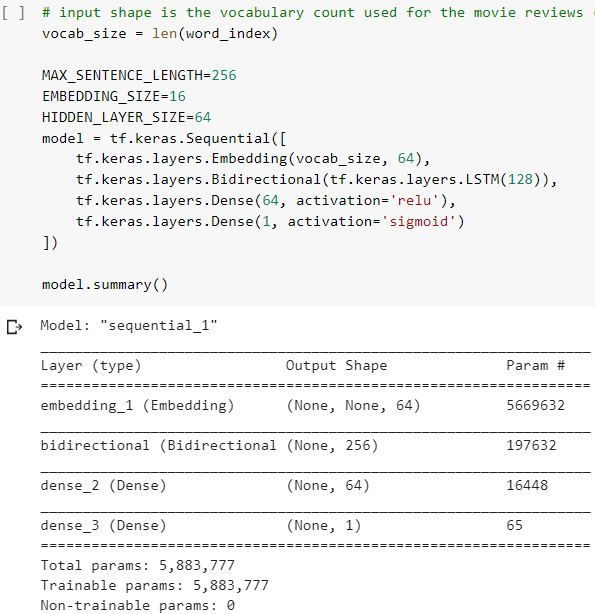 [ ] # input shape is the vocabulary count used for the movie reviews
vocab_size = len(word_index)
MAX_SENTENCE_LENGTH=256
EMBEDDING_SIZE=16
HIDDEN_LAYER_SIZE=64
model = tf.keras.Sequential([
    tf.keras.layers.Embedding(vocab_size, 64),
    tf.keras.layers.Bidirectional(tf.keras.layers.LSTM(128)),
    tf.keras.layers.Dense(64, activation='relu'),
    tf.keras.layers.Dense(1, activation='sigmoid')
])
model.summary()
Model: "sequential_1"
_________________________________________________________________
Layer (type)                 Output Shape              Param #
=================================================================
embedding_1 (Embedding)      (None, None, 64)          5669632
_________________________________________________________________
bidirectional (Bidirectional (None, 256)               197632
_________________________________________________________________
dense_2 (Dense)              (None, 64)                16448
_________________________________________________________________
dense_3 (Dense)              (None, 1)                 65
=================================================================
Total params: 5,883,777
Trainable params: 5,883,777
Non-trainable params: 0